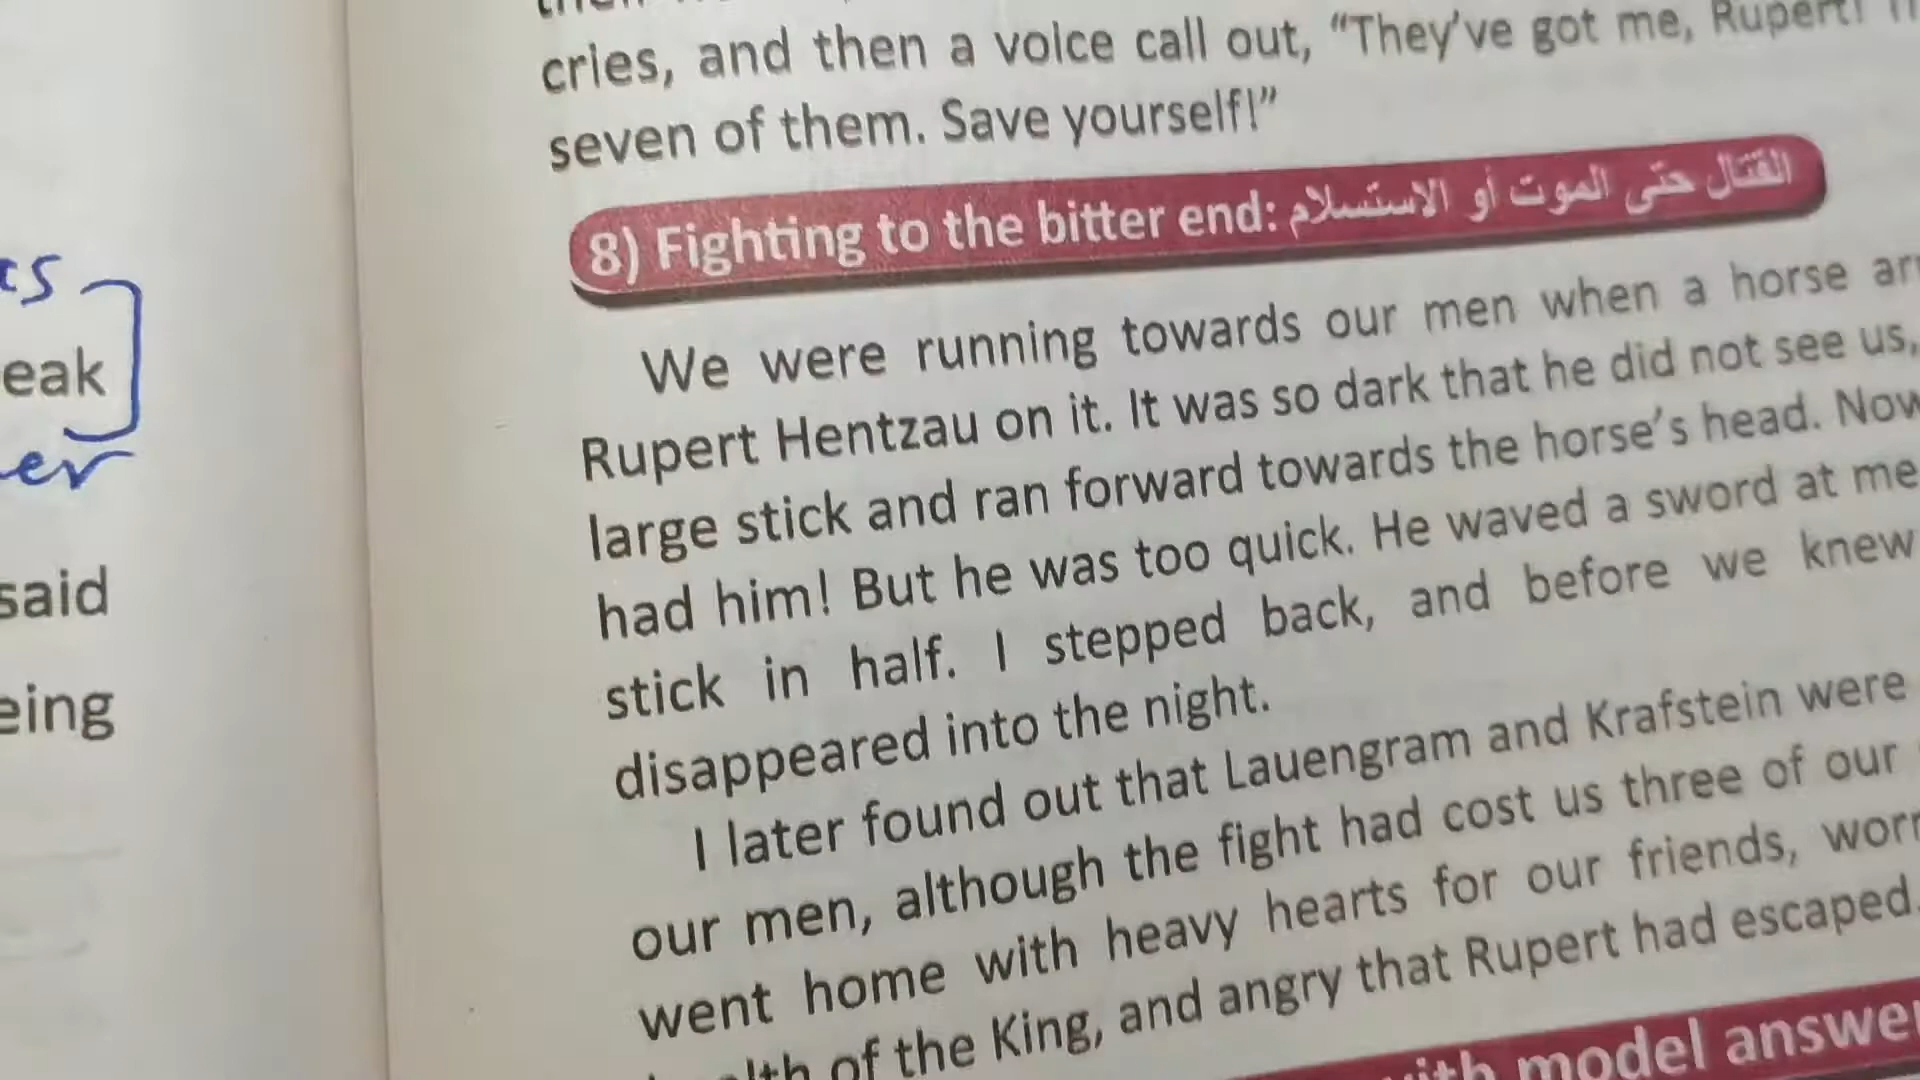 cries, and then a voice call out, “They’ve got me, Rupert!
seven of them. Save yourself!”
8) Fighting to the bitter end: القتال حتى الموت أو الاستسلام
We were running towards our men when a horse
Rupert Hentzau on it. It was so dark that he did not see us,
large stick and ran forward towards the horse’s head. Now
had him! But he was too quick. He waved a sword at me
stick in half. I stepped back, and before we knew
disappeared into the night.
I later found out that Lauengram and Krafstein were
our men, although the fight had cost us three of our
went home with heavy hearts for our friends,
of the King, and angry that Rupert had escaped.
with model
eak
er
said
eing